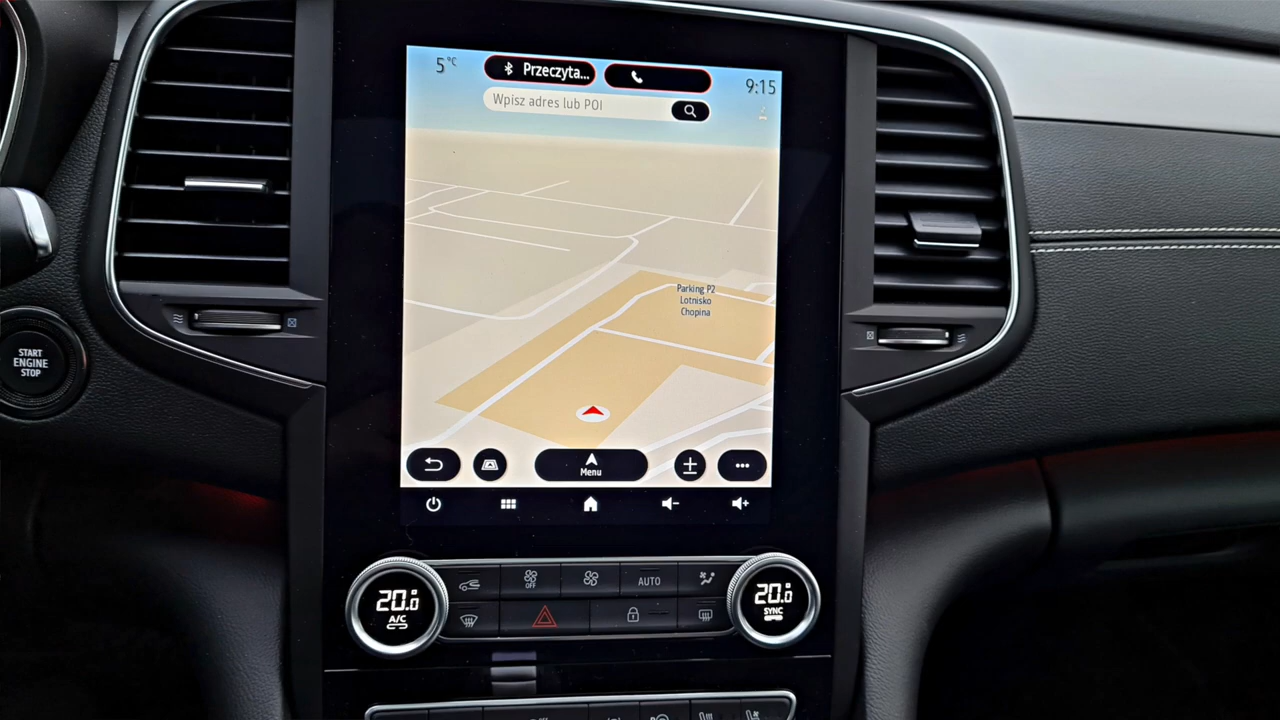 5°C
Przeczyta...
9:15
Wpisz adres lub POI
Parking P2
Lotnisko
Chopina
START
ENGINE
STOP
Menu
20.0
A/C
OFF
AUTO
20.0
SYNC